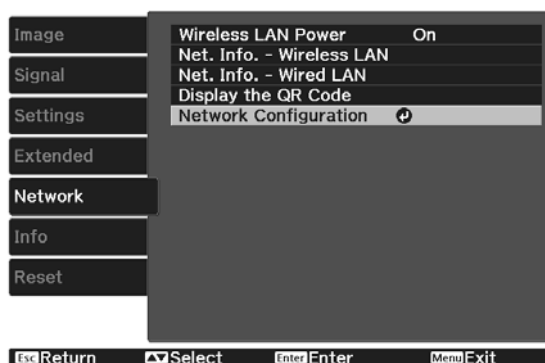 Image
Signal
Settings
Extended
Network
Info
Reset
Wireless LAN Power On
Net. Info. - Wireless LAN
Net. Info. - Wired LAN
Display the QR Code
Network Configuration
Esc Return Select Enter Enter Menu Exit